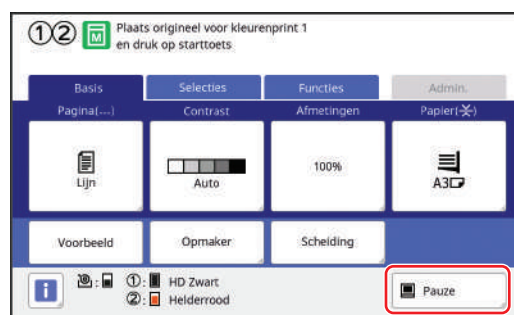 ①② M Plaats origineel voor kleurenprint 1
en druk op starttoets
Basis Selecties Functies Admin.
Pagina(---) Contrast Afmetingen Papier( )
Lijn Auto 100% A3
Voorbeeld Opmaker Scheiding
i : ①: HD Zwart
②: Helderrood
Pauze